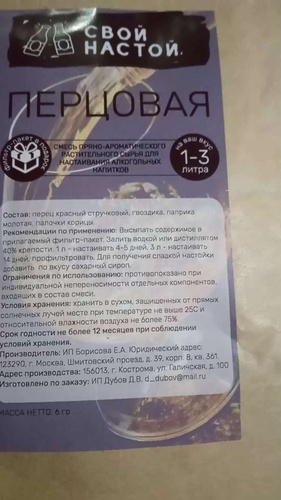 СВОЙ
НАСТОЙ
ПЕРЦОВАЯ
фильтр-пакет в подарок
СМЕСЬ ПРЯНО-АРОМАТИЧЕСКОГО
РАСТИТЕЛЬНОГО СЫРЬЯ ДЛЯ
НАСТАИВАНИЯ АЛКОГОЛЬНЫХ
НАПИТКОВ
на ваш вкус
1-3
литра
Состав: перец красный стручковый, гвоздика, паприка
молотая, палочки корицы.
Рекомендации по применению: Высыпать содержимое в
прилагаемый фильтр-пакет. Залить водкой или дистиллятом
40% крепости. 1 л - настаивать 4-5 дней, 3 л. - настаивать
14 дней, профильтровать. Для получения сладкой настойки
добавить по вкусу сахарный сироп.
Ограничения по использованию: противопоказано при
индивидуальной непереносимости отдельных компонентов,
входящих в состав смеси.
Условия хранения: хранить в сухом, защищенных от прямых
солнечных лучей месте при температуре не выше 25С и
относительной влажности воздуха не более 75%.
Срок годности не более 12 месяцев при соблюдении
условий хранения.
Производитель: ИП Борисова Е.А. Юридический адрес:
123290, г. Москва, Шмитовский проезд, д. 39, корп. 8, кв. 361.
Адрес производства: 156013, г. Кострома, ул. Галичская, д. 100
Изготовлено по заказу: ИП Дубов Д.В. d_dubov@mail.ru
МАССА НЕТТО: 6 гр